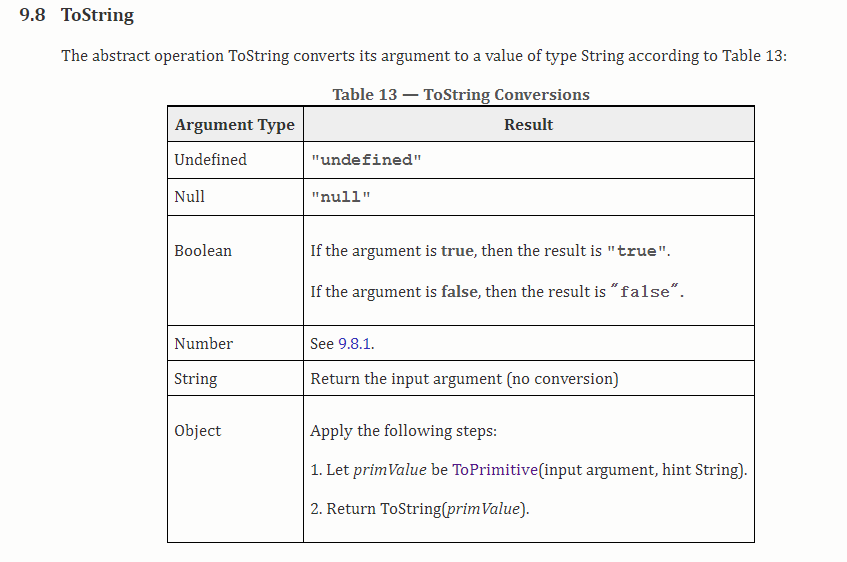 9.8 ToString
The abstract operation ToString converts its argument to a value of type String according to Table 13:
Table 13 — ToString Conversions
Argument Type Result
Undefined "undefined"
Null "null"
Boolean If the argument is true, then the result is "true".
If the argument is false, then the result is ″false″.
Number See 9.8.1.
String Return the input argument (no conversion)
Object Apply the following steps:
1. Let primValue be ToPrimitive(input argument, hint String).
2. Return ToString(primValue).